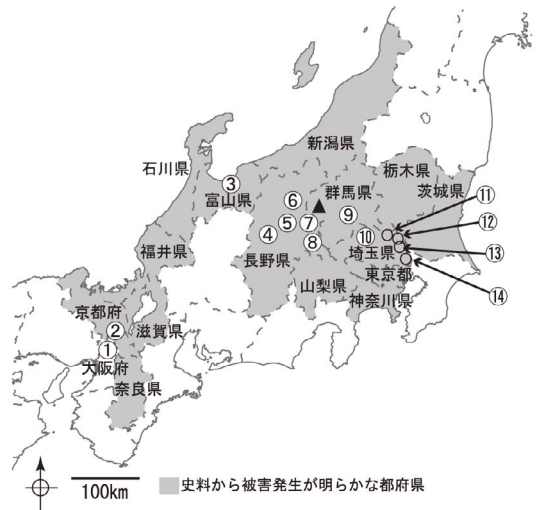 新潟県
石川県
栃木県
群馬県
茨城県
⑪
③
富山県
⑥
⑨
⑫
⑤
⑦
④
⑧
⑩
埼玉県
⑬
福井県
長野県
東京都
⑭
山梨県
神奈川県
京都府
②
滋賀県
①
大阪府
奈良県
100km
史料から被害発生が明らかな都府県